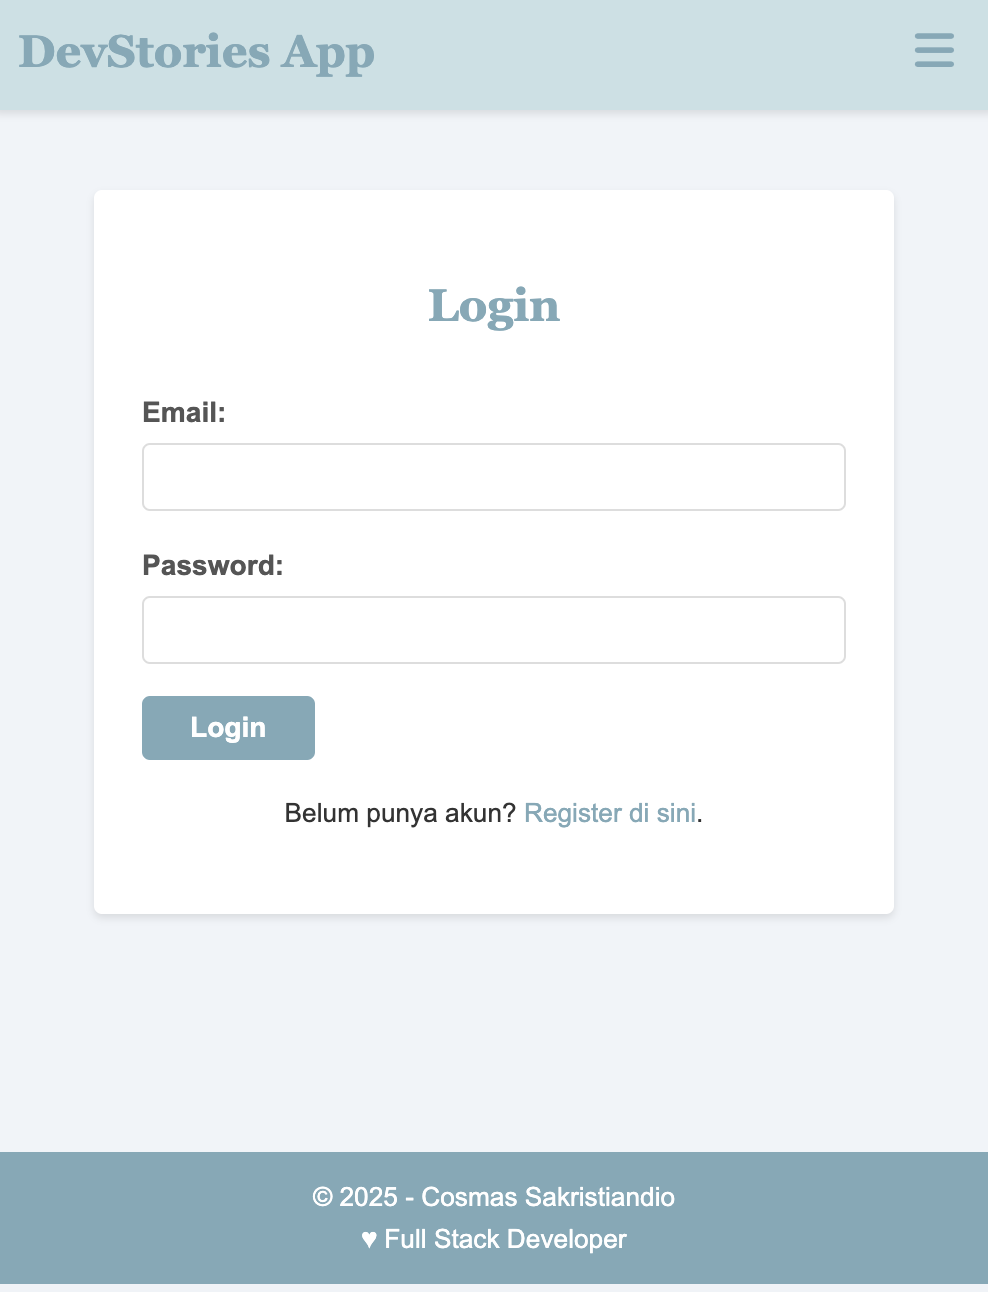 DevStories App
Login
Email:
Password:
Login
Belum punya akun? Register di sini.
© 2025 - Cosmas Sakristiandio
♥ Full Stack Developer